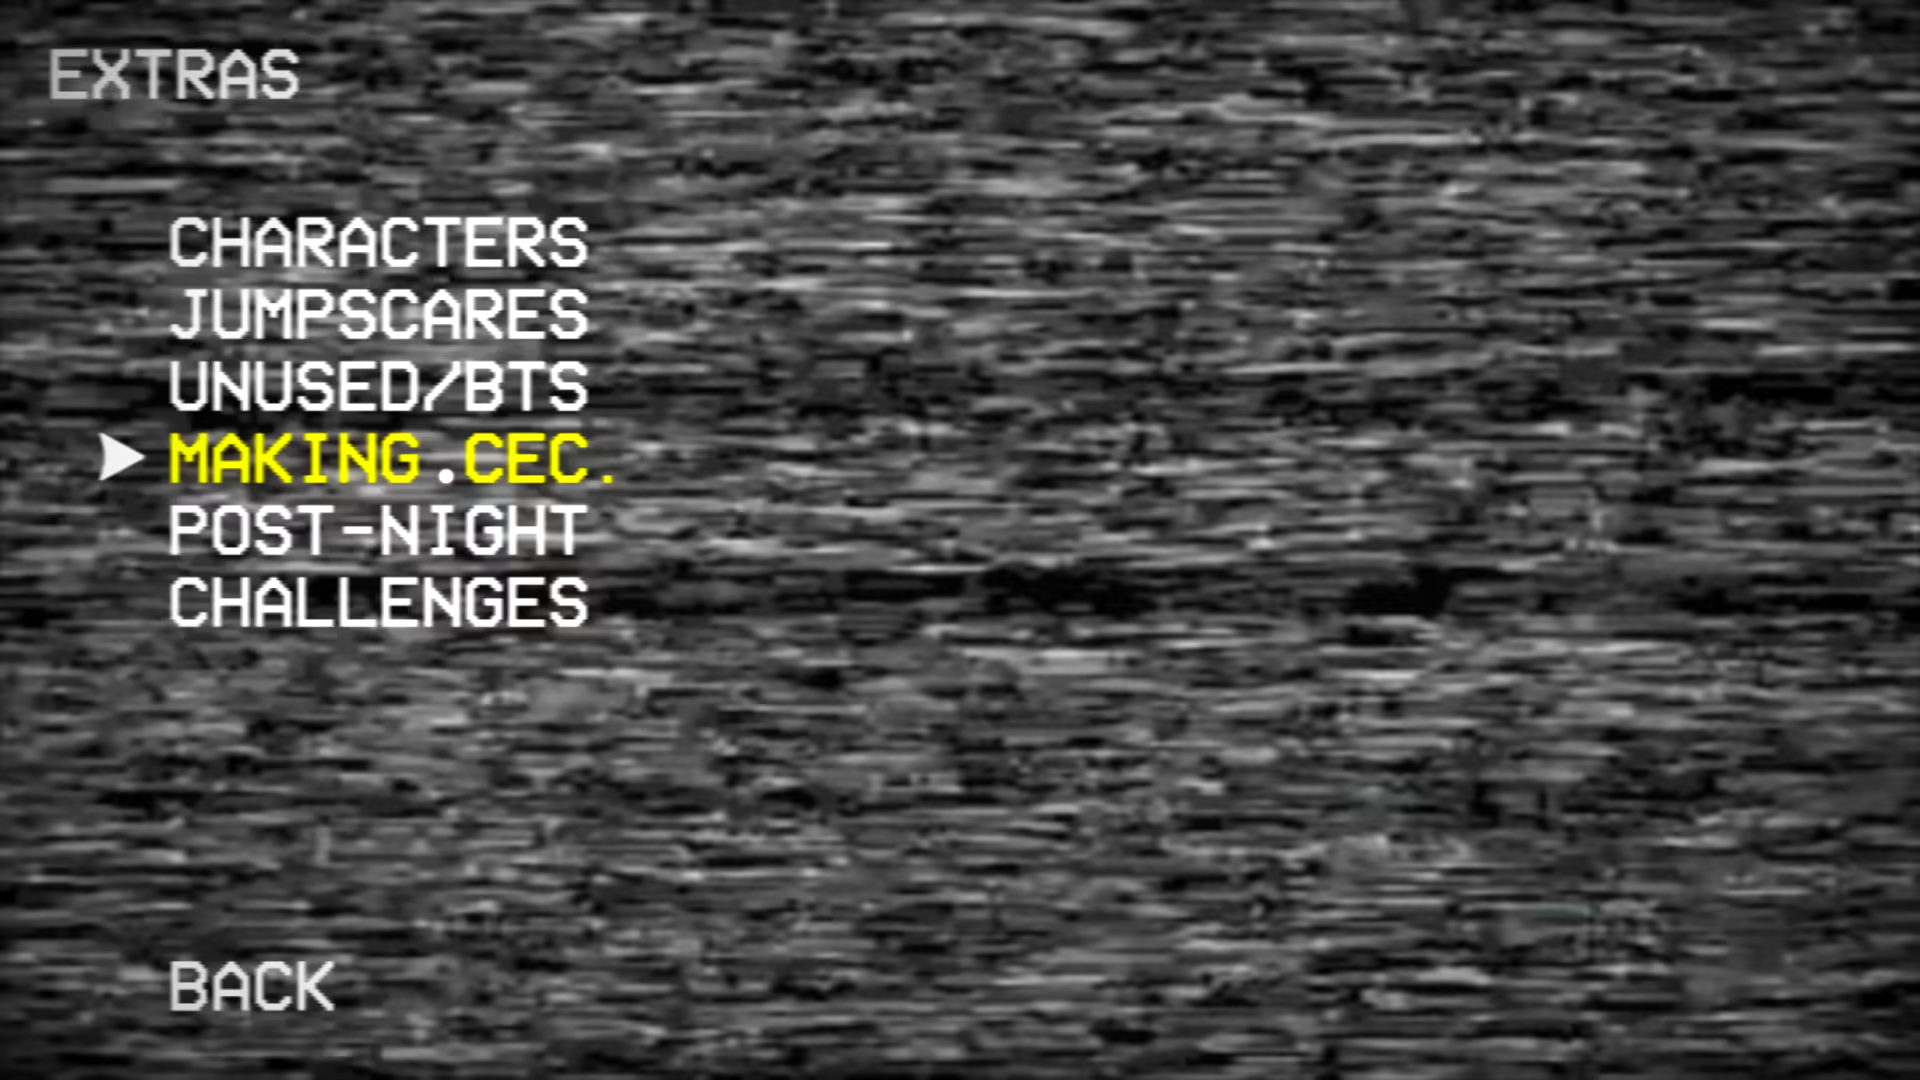 EXTRAS
CHARACTERS
JUMPSCARES
UNUSED/BTS
MAKING.CEC.
POST-NIGHT
CHALLENGES
BACK